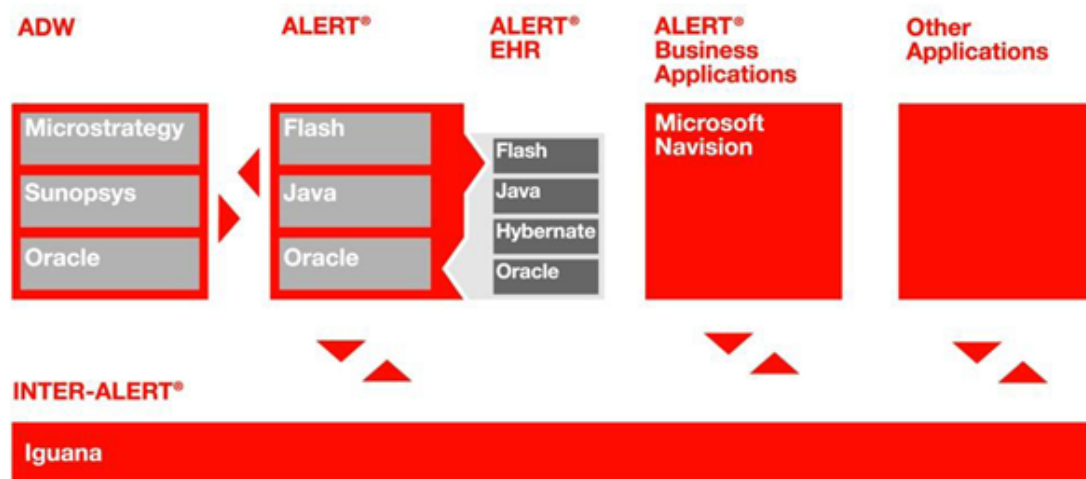 ADW
ALERT®
ALERT®
EHR
ALERT®
Business
Applications
Other
Applications
Microstrategy
Sunopsys
Oracle
Flash
Java
Oracle
Flash
Java
Hybernate
Oracle
Microsoft
Navision
INTER-ALERT®
Iguana